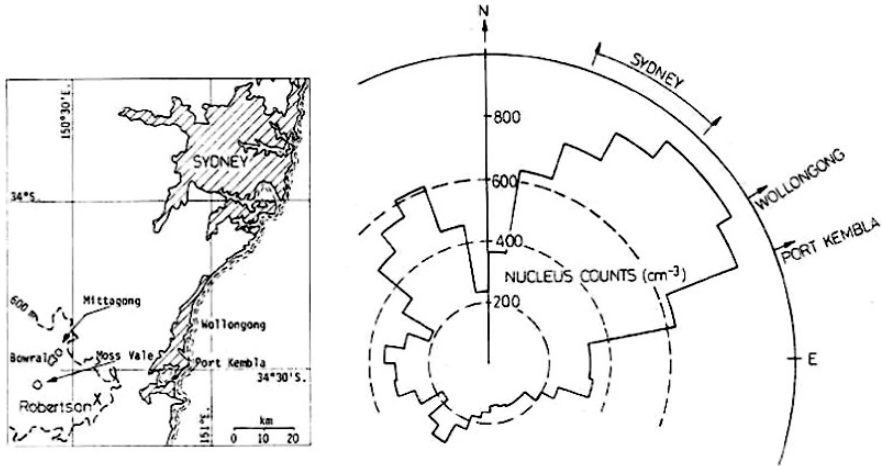 150°30'E.
SYDNEY
34°S.
600 m
Mittagong
Wollongong
Bowral
Moss Vale
Port Kembla
34°30'S.
Robertson X
151°E.
km
0 10 20
N
SYDNEY
800
WOLLONGONG
600
PORT KEMBLA
400
NUCLEUS COUNTS (cm⁻³)
200
E